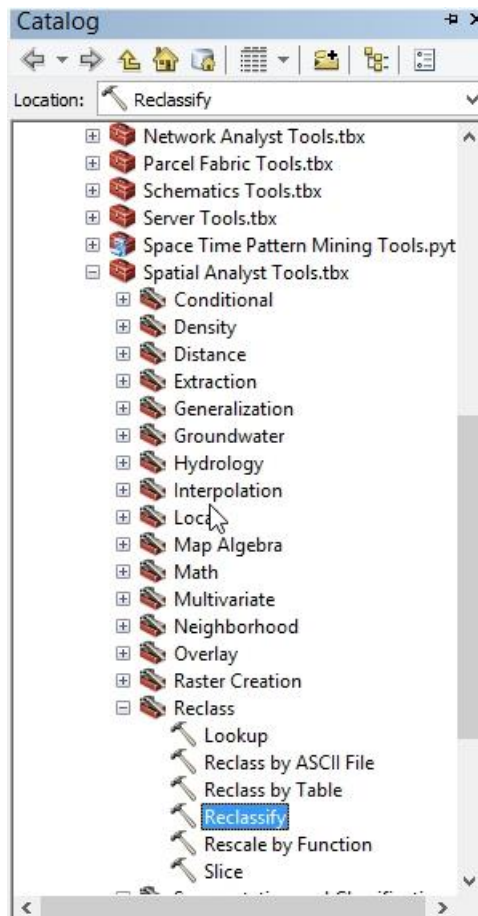 Catalog
Location: Reclassify
Network Analyst Tools.tbx
Parcel Fabric Tools.tbx
Schematics Tools.tbx
Server Tools.tbx
Space Time Pattern Mining Tools.pyt
Spatial Analyst Tools.tbx
Conditional
Density
Distance
Extraction
Generalization
Groundwater
Hydrology
Interpolation
Local
Map Algebra
Math
Multivariate
Neighborhood
Overlay
Raster Creation
Reclass
Lookup
Reclass by ASCII File
Reclass by Table
Reclassify
Rescale by Function
Slice